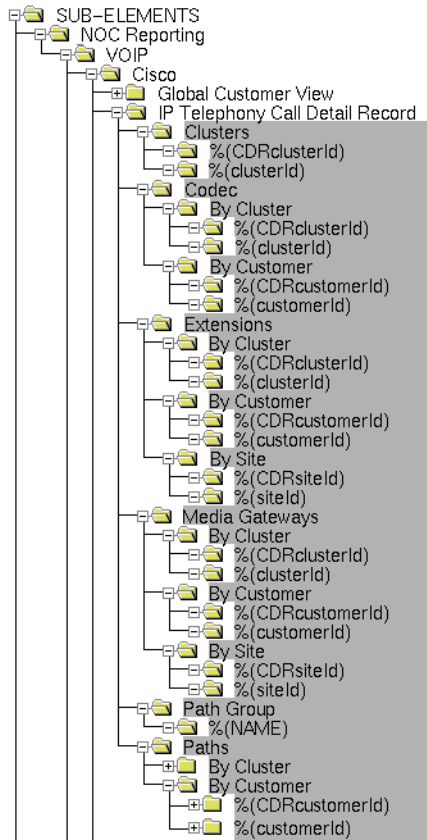 SUB-ELEMENTS
NOC Reporting
VOIP
Cisco
Global Customer View
IP Telephony Call Detail Record
Clusters
%(CDRclusterId)
%(clusterId)
Codec
By Cluster
%(CDRclusterId)
%(clusterId)
By Customer
%(CDRcustomerId)
%(customerId)
Extensions
By Cluster
%(CDRclusterId)
%(clusterId)
By Customer
%(CDRcustomerId)
%(customerId)
By Site
%(CDRsiteId)
%(siteId)
Media Gateways
By Cluster
%(CDRclusterId)
%(clusterId)
By Customer
%(CDRcustomerId)
%(customerId)
By Site
%(CDRsiteId)
%(siteId)
Path Group
%(NAME)
Paths
By Cluster
By Customer
%(CDRcustomerId)
%(customerId)